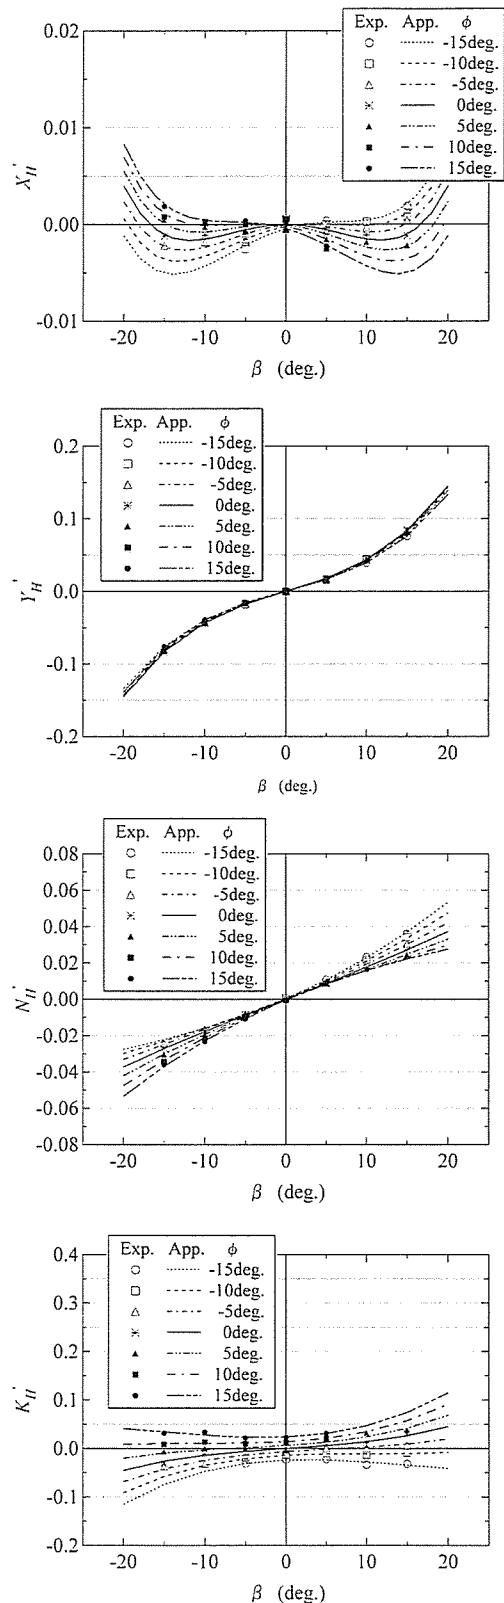 0.02
Exp. App. φ
-15deg.
-10deg.
-5deg.
0deg.
5deg.
10deg.
15deg.
0.01
X_H'
0.00
-0.01
-20 -10 0 10 20
β (deg.)
0.2
Exp. App. φ
-15deg.
-10deg.
-5deg.
0deg.
5deg.
10deg.
15deg.
0.1
Y_H'
0.0
-0.1
-0.2
-20 -10 0 10 20
β (deg.)
Exp. App. φ
-15deg.
-10deg.
-5deg.
0deg.
5deg.
10deg.
15deg.
0.08
0.06
0.04
0.02
N_H'
0.00
-0.02
-0.04
-0.06
-0.08
-20 -10 0 10 20
β (deg.)
0.4
Exp. App. φ
-15deg.
-10deg.
-5deg.
0deg.
5deg.
10deg.
15deg.
0.3
0.2
0.1
K_H'
0.0
-0.1
-0.2
-20 -10 0 10 20
β (deg.)